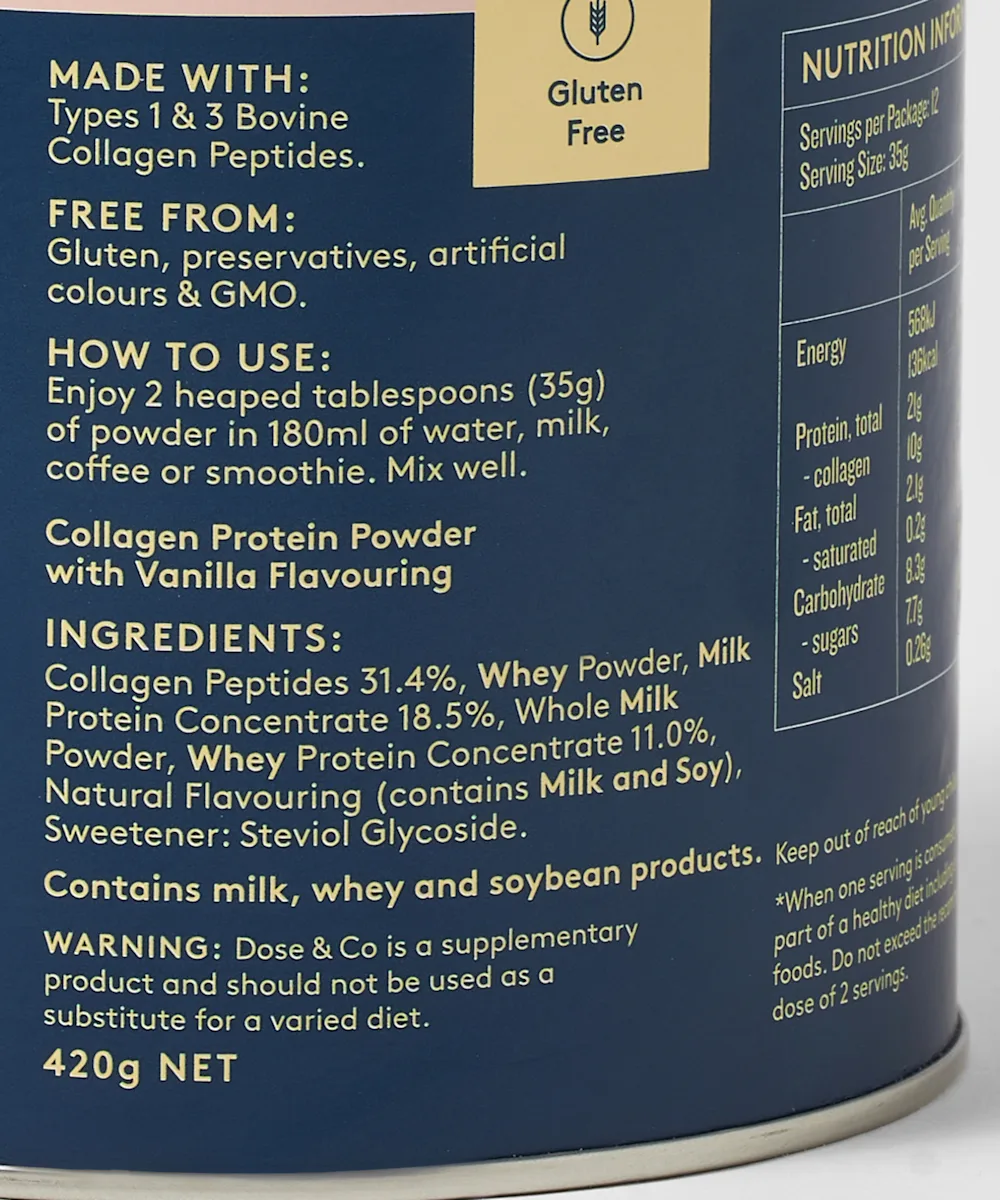 MADE WITH:
Types 1 & 3 Bovine
Collagen Peptides.
FREE FROM:
Gluten, preservatives, artificial
colours & GMO.
HOW TO USE:
Enjoy 2 heaped tablespoons (35g)
of powder in 180ml of water, milk,
coffee or smoothie. Mix well.
Collagen Protein Powder
with Vanilla Flavouring
INGREDIENTS:
Collagen Peptides 31.4%, Whey Powder, Milk
Protein Concentrate 18.5%, Whole Milk
Powder, Whey Protein Concentrate 11.0%,
Natural Flavouring (contains Milk and Soy),
Sweetener: Steviol Glycoside.
Contains milk, whey and soybean products.
WARNING: Dose & Co is a supplementary
product and should not be used as a
substitute for a varied diet.
420g NET
Gluten
Free
NUTRITION
Servings per Package: 12
Serving Size: 35g
Avg. Quantity
per Serving
Energy 568kJ
136kcal
Protein, total 21g
- collagen 10g
Fat, total 2.1g
- saturated 0.2g
Carbohydrate 8.3g
- sugars 7.7g
Salt 0.26g
Keep out of reach of young
*When one serving is
part of a healthy diet
foods. Do not exceed the
dose of 2 servings.